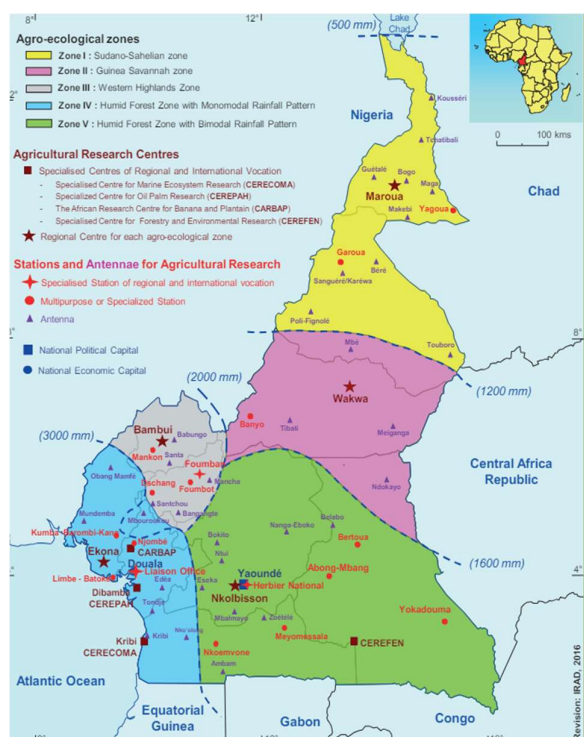 8°
12°
(500 mm)
Lake
Chad
Agro-ecological zones
Zone I : Sudano-Sahelian zone
Zone II : Guinea Savannah zone
Zone III : Western Highlands Zone
Zone IV : Humid Forest Zone with Monomodal Rainfall Pattern
Zone V : Humid Forest Zone with Bimodal Rainfall Pattern
0 100 kms
Agricultural Research Centres
Specialised Centres of Regional and International Vocation
- Specialised Centre for Marine Ecosystem Research (CERECOMA)
- Specialized Centre for Oil Palm Research (CEREPAH)
- The African Research Centre for Banana and Plantain (CARBAP)
- Specialised Centre for Forestry and Environmental Research (CEREFEN)
Regional Centre for each agro-ecological zone
Stations and Antennae for Agricultural Research
Specialised Station of regional and international vocation
Multipurpose or Specialized Station
Antenna
National Political Capital
National Economic Capital
Nigeria
Chad
Kousséri
Guétalé
Bogo
Maroua
Maga
Makebi
Yagoua
Garoua
Béré
Sanguéré/Karéwa
Poli-Fignolé
Touboro
8°
(1200 mm)
(2000 mm)
(3000 mm)
Mbé
Wakwa
Banyo
Tibati
Meiganga
Ndokayo
Central Africa
Republic
(1600 mm)
Bambui
Babungo
Mankon
Santa
Foumban
Dschang
Foumbot
Santchou
Bangangte
Obang Mamfé
Mundemba
Mbouroukou
Kumba-Barombi-Kang
Njombé
CARBAP
Ekona
Douala
Liaison Office
Limbe - Batoke
Dibamba
CEREPAH
Edéa
Eseka
Tondje
Kribi
Kribi
CERECOMA
Bokito
Ntui
Nanga-Eboko
Batabo
Bertoua
Yaoundé
Herbier National
Nkolbisson
Abong-Mbang
Mbalmayo
Zoétélé
Meyomessala
Yokadouma
Nkoemvone
CEREFEN
Ambam
4°
Atlantic Ocean
Equatorial
Guinea
Gabon
Congo
Revision: IRAD, 2016